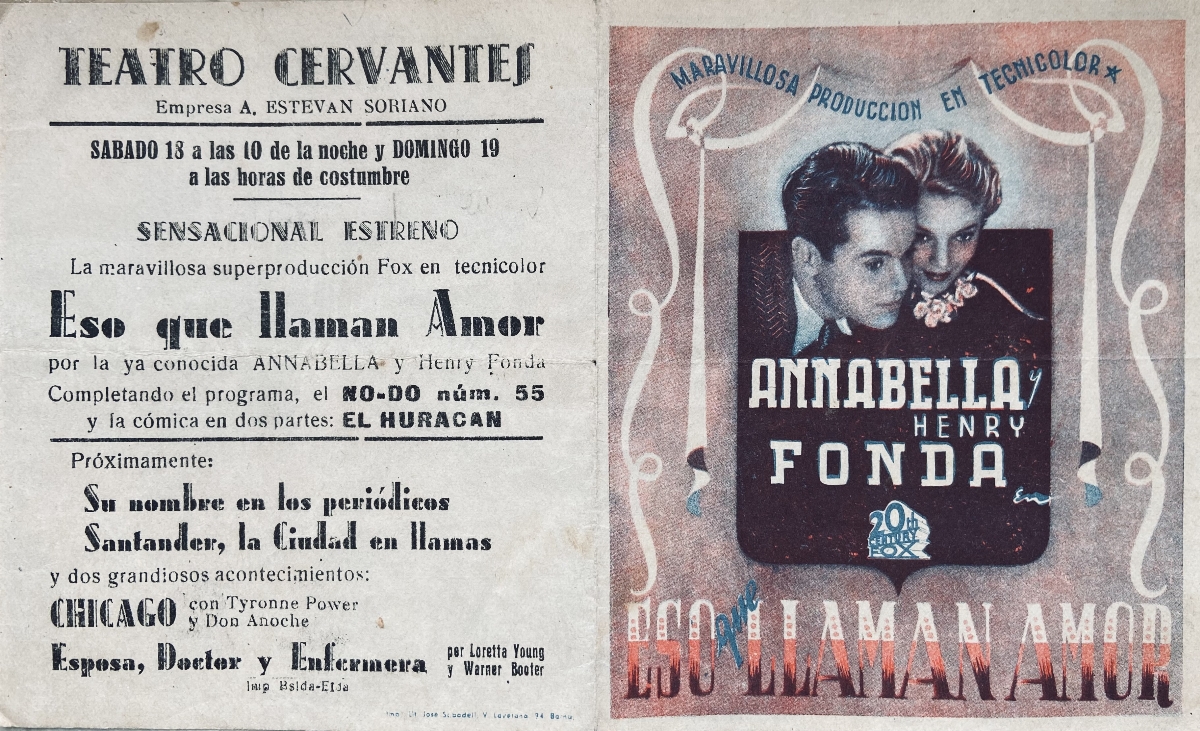 TEATRO CERVANTES
Empresa A. ESTEVAN SORIANO
SABADO 18 a las 10 de la noche y DOMINGO 19
a las horas de costumbre
SENSACIONAL ESTRENO
La maravillosa superproducción Fox en tecnicolor
Eso que llaman Amor
por la ya conocida ANNABELLA y Henry Fonda
Completando el programa, el NO-DO núm. 55
y la cómica en dos partes: EL HURACAN
Próximamente:
Su nombre en los periódicos
Santander, la Ciudad en llamas
y dos grandiosos acontecimientos:
CHICAGO con Tyronne Power
y Don Anoche
Esposa, Doctor y Enfermera por Loretta Young
y Warner Booter
Imp
José V. Layetana 94
MARAVILLOSA PRODUCCION EN TECNICOLOR
ANNABELLA y
HENRY
FONDA
en
20th
CENTURY
FOX
ESO que LLAMAN AMOR